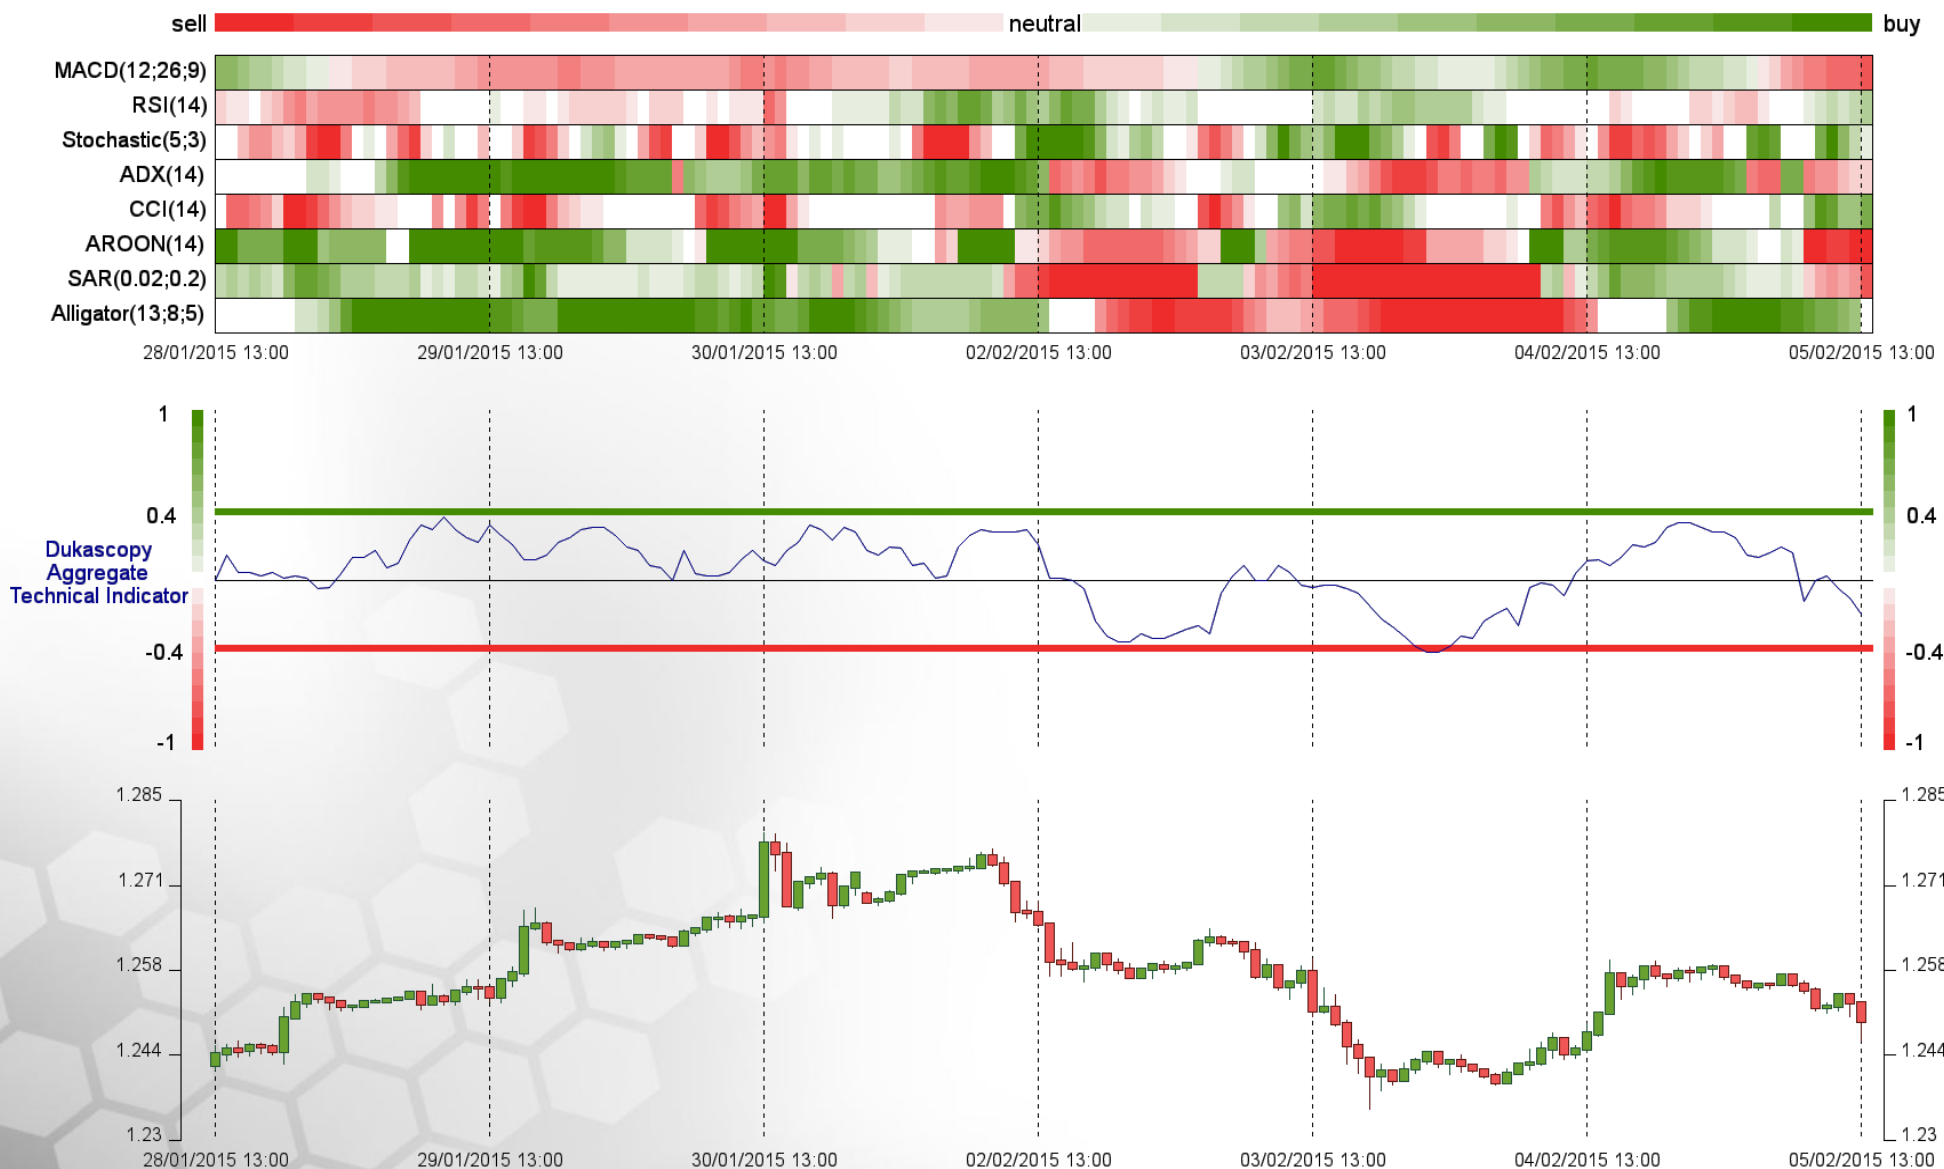 sell neutral buy
MACD(12;26;9)
RSI(14)
Stochastic(5;3)
ADX(14)
CCI(14)
AROON(14)
SAR(0.02;0.2)
Alligator(13;8;5)
28/01/2015 13:00 29/01/2015 13:00 30/01/2015 13:00 02/02/2015 13:00 03/02/2015 13:00 04/02/2015 13:00 05/02/2015 13:00
1 1
0.4 0.4
Dukascopy
Aggregate
Technical Indicator
-0.4 -0.4
-1 -1
1.285 1.285
1.271 1.271
1.258 1.258
1.244 1.244
1.23 1.23
28/01/2015 13:00 29/01/2015 13:00 30/01/2015 13:00 02/02/2015 13:00 03/02/2015 13:00 04/02/2015 13:00 05/02/2015 13:00